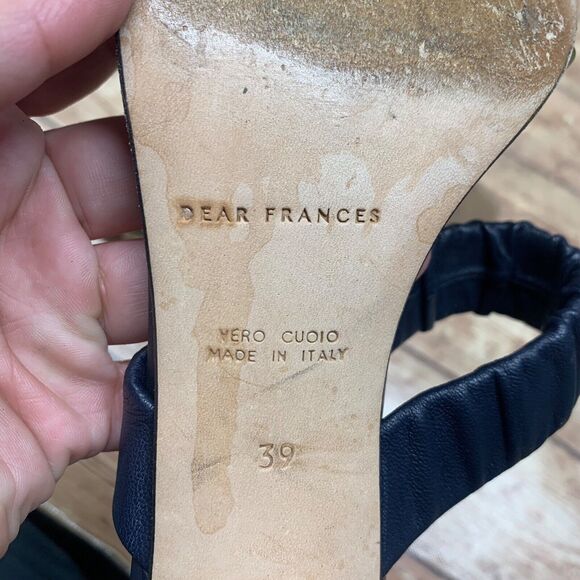 DEAR FRANCES
VERO CUOIO
MADE IN ITALY
39